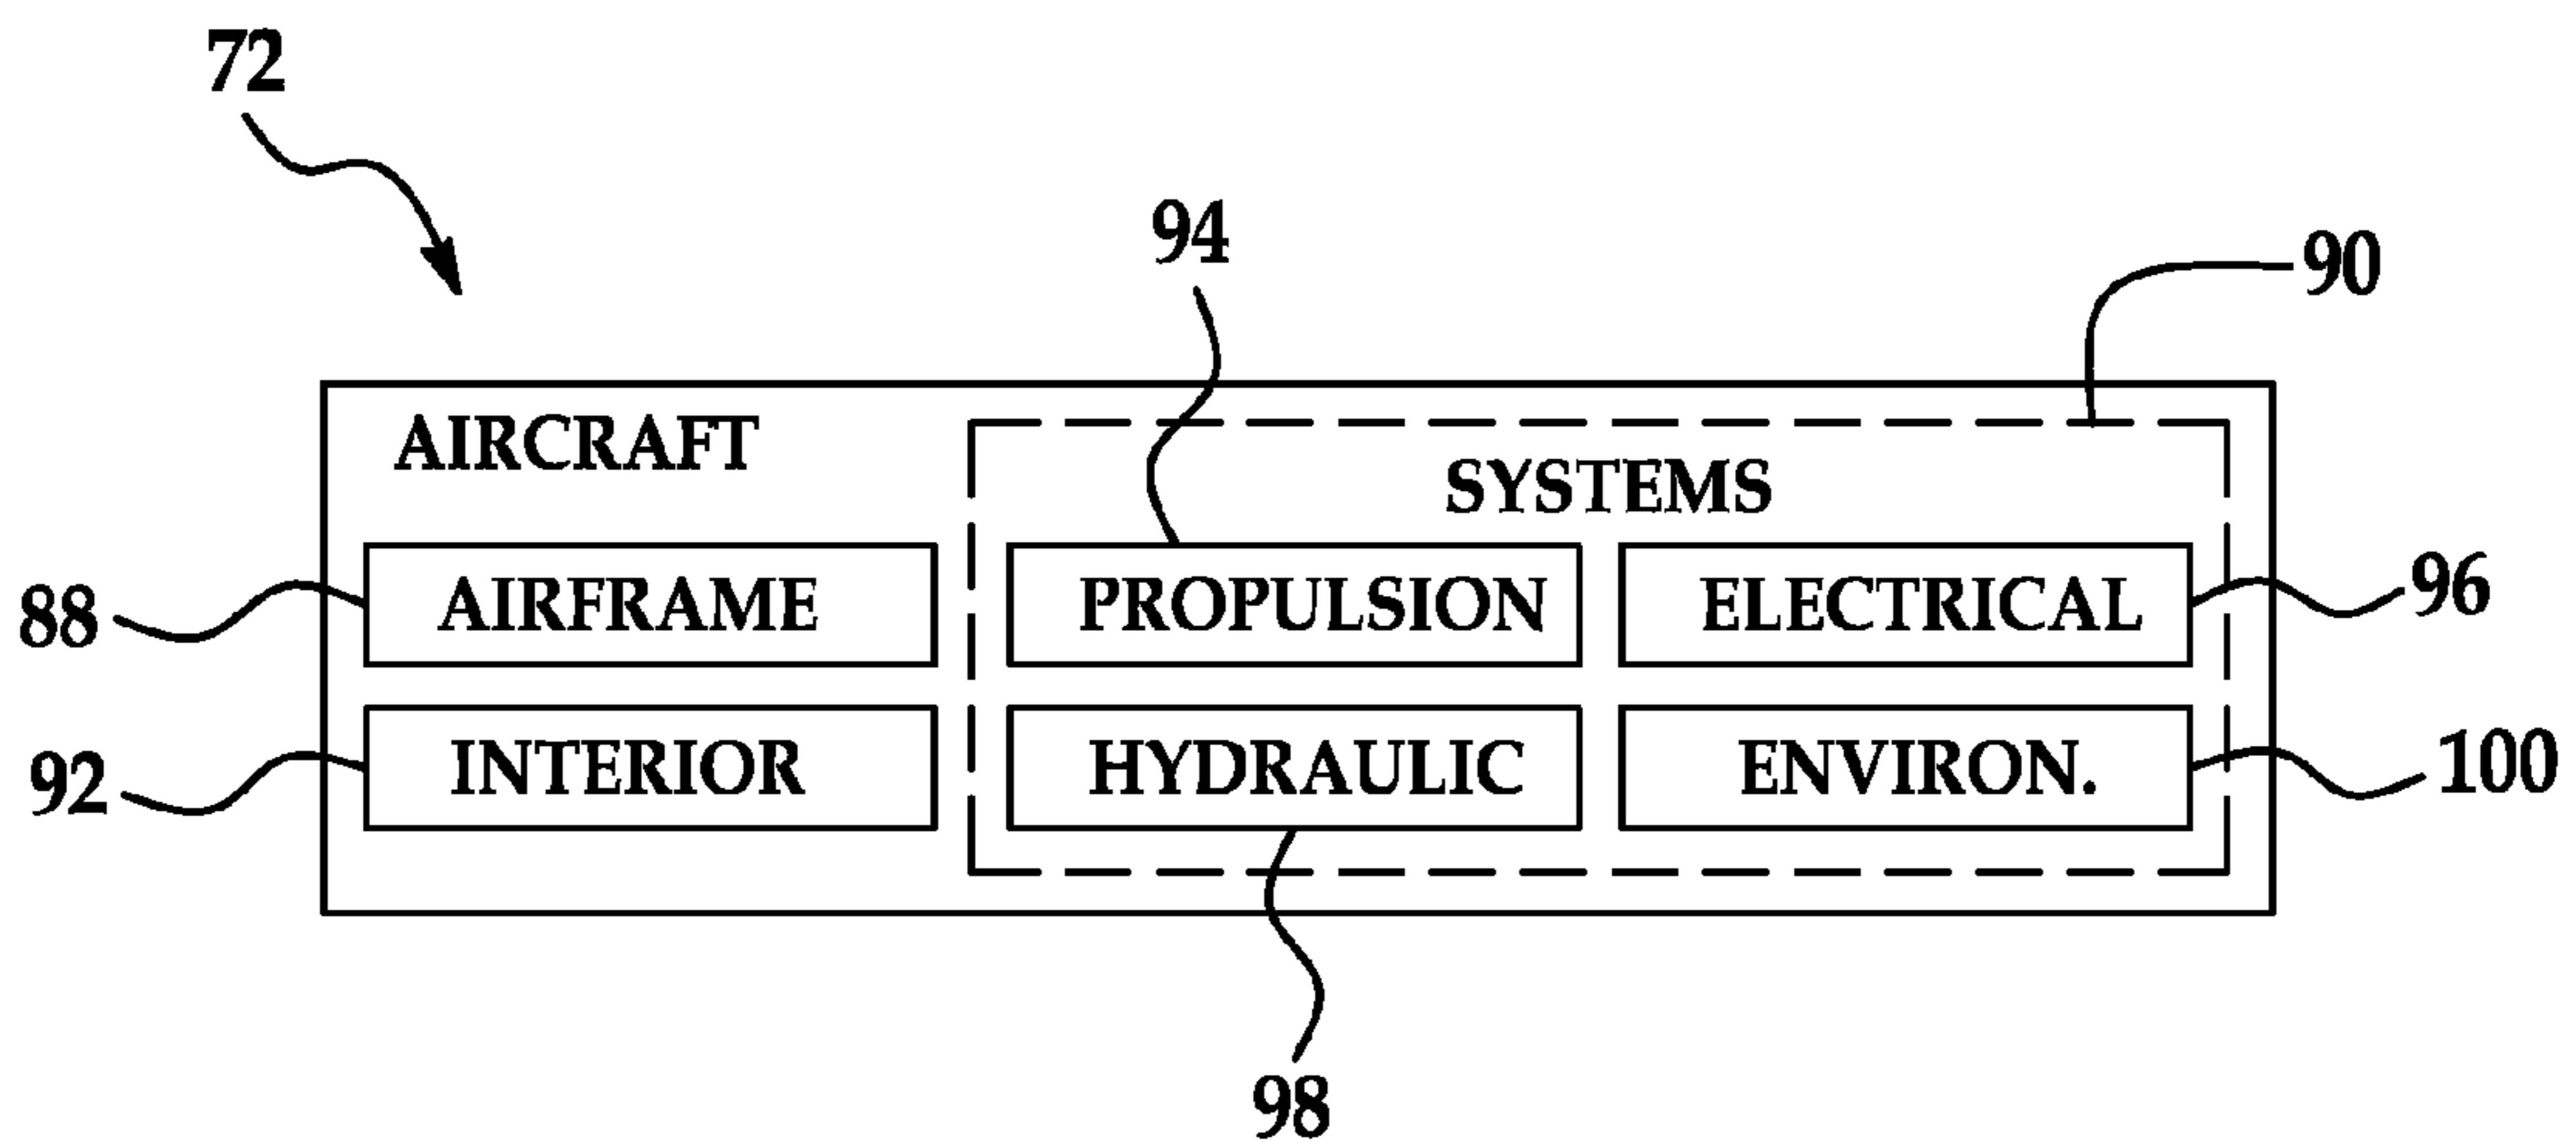 72
94
90
AIRCRAFT
SYSTEMS
88
AIRFRAME
PROPULSION
ELECTRICAL
96
92
INTERIOR
HYDRAULIC
ENVIRON.
100
98